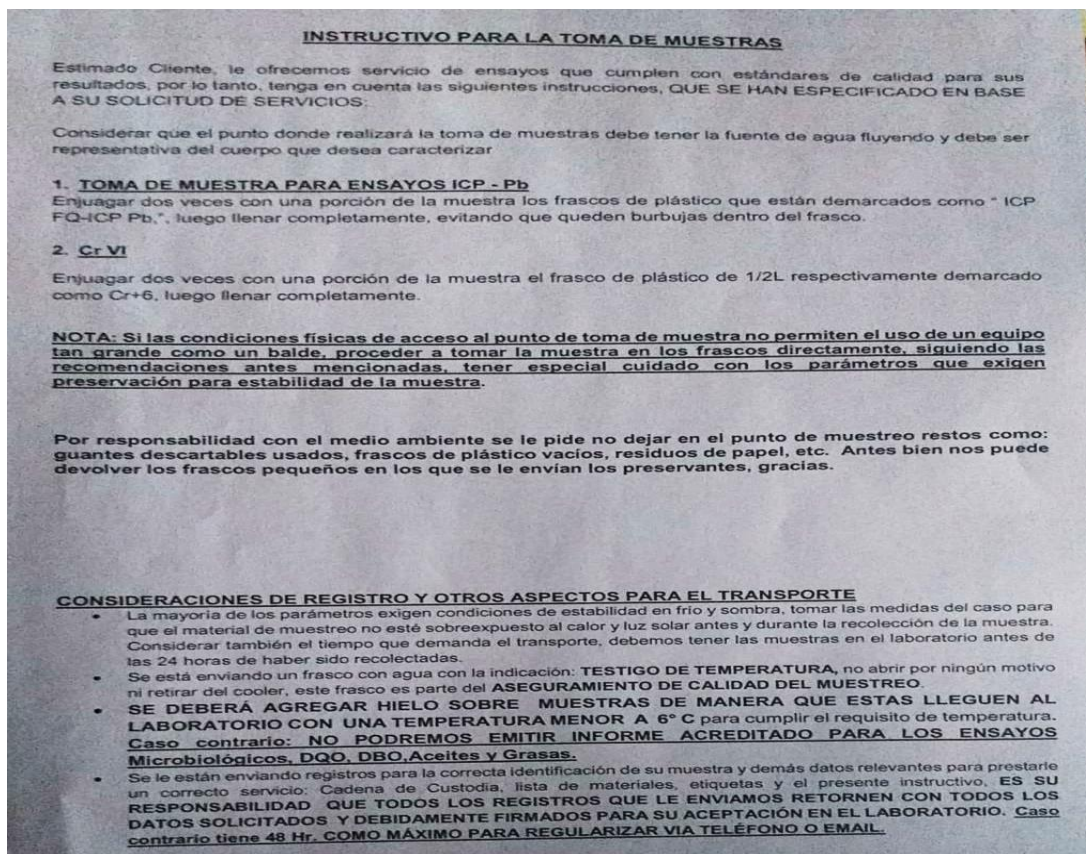 INSTRUCTIVO PARA LA TOMA DE MUESTRAS
Estimado Cliente, le ofrecemos servicio de ensayos que cumplen con estándares de calidad para sus
resultados, por lo tanto, tenga en cuenta las siguientes instrucciones, QUE SE HAN ESPECIFICADO EN BASE
A SU SOLICITUD DE SERVICIOS:
Considerar que el punto donde realizará la toma de muestras debe tener la fuente de agua fluyendo y debe ser
representativa del cuerpo que desea caracterizar
1. TOMA DE MUESTRA PARA ENSAYOS ICP - Pb
Enjuagar dos veces con una porción de la muestra los frascos de plástico que están demarcados como " ICP
FQ-ICP Pb,", luego llenar completamente, evitando que queden burbujas dentro del frasco.
2. Cr VI
Enjuagar dos veces con una porción de la muestra el frasco de plástico de 1/2L respectivamente demarcado
como Cr+6, luego llenar completamente.
NOTA: Si las condiciones físicas de acceso al punto de toma de muestra no permiten el uso de un equipo
tan grande como un balde, proceder a tomar la muestra en los frascos directamente, siguiendo las
recomendaciones antes mencionadas, tener especial cuidado con los parámetros que exigen
preservación para estabilidad de la muestra.
Por responsabilidad con el medio ambiente se le pide no dejar en el punto de muestreo restos como:
guantes descartables usados, frascos de plástico vacíos, residuos de papel, etc. Antes bien nos puede
devolver los frascos pequeños en los que se le envían los preservantes, gracias.
CONSIDERACIONES DE REGISTRO Y OTROS ASPECTOS PARA EL TRANSPORTE
• La mayoría de los parámetros exigen condiciones de estabilidad en frío y sombra, tomar las medidas del caso para
que el material de muestreo no esté sobreexpuesto al calor y luz solar antes y durante la recolección de la muestra.
Considerar también el tiempo que demanda el transporte, debemos tener las muestras en el laboratorio antes de
las 24 horas de haber sido recolectadas.
• Se está enviando un frasco con agua con la indicación: TESTIGO DE TEMPERATURA, no abrir por ningún motivo
ni retirar del cooler, este frasco es parte del ASEGURAMIENTO DE CALIDAD DEL MUESTREO.
• SE DEBERÁ AGREGAR HIELO SOBRE MUESTRAS DE MANERA QUE ESTAS LLEGUEN AL
LABORATORIO CON UNA TEMPERATURA MENOR A 6° C para cumplir el requisito de temperatura.
Caso contrario: NO PODREMOS EMITIR INFORME ACREDITADO PARA LOS ENSAYOS
Microbiológicos, DQO, DBO,Aceites y Grasas.
• Se le están enviando registros para la correcta identificación de su muestra y demás datos relevantes para prestarle
un correcto servicio: Cadena de Custodia, lista de materiales, etiquetas y el presente instructivo, ES SU
RESPONSABILIDAD QUE TODOS LOS REGISTROS QUE LE ENVIAMOS RETORNEN CON TODOS LOS
DATOS SOLICITADOS Y DEBIDAMENTE FIRMADOS PARA SU ACEPTACIÓN EN EL LABORATORIO. Caso
contrario tiene 48 Hr. COMO MÁXIMO PARA REGULARIZAR VIA TELÉFONO O EMAIL.